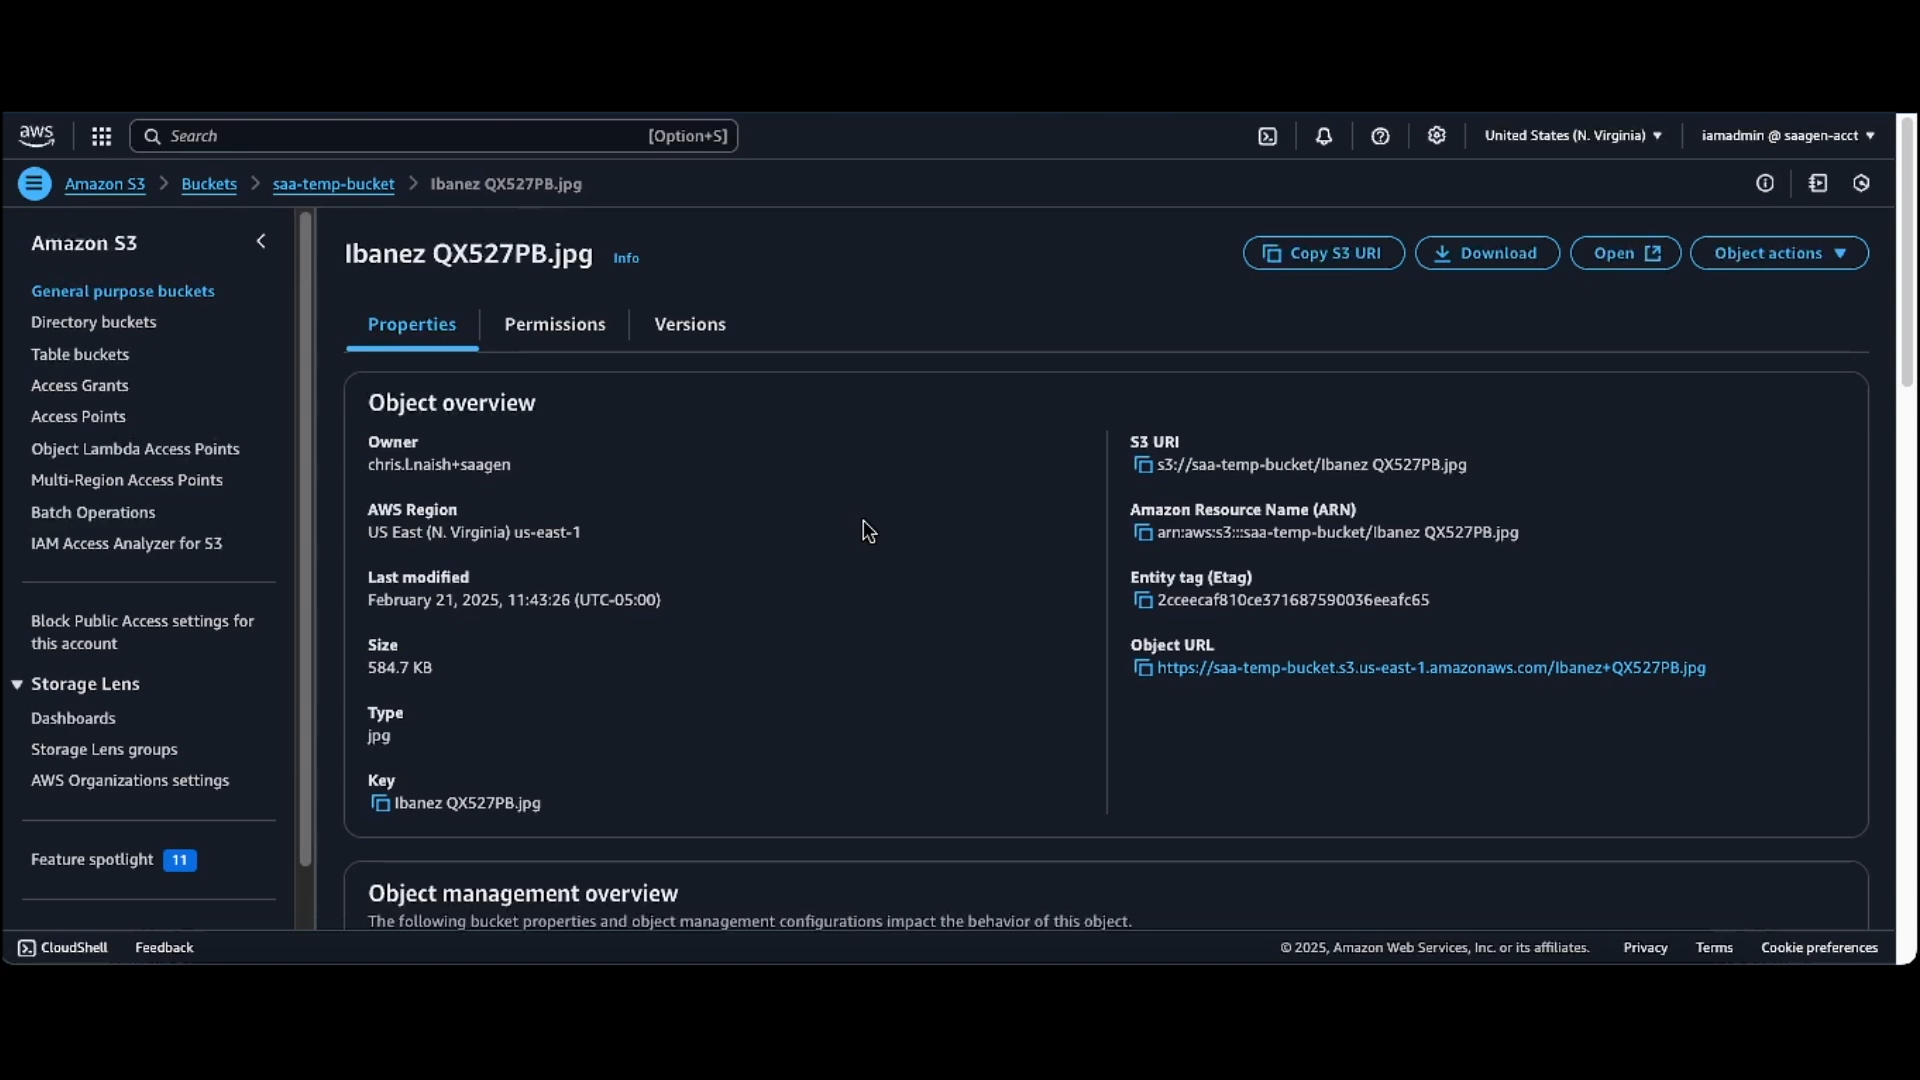 aws
Search [Option+S]
United States (N. Virginia) ▼
iamadmin @ saagen-acct ▼
Amazon S3 > Buckets > saa-temp-bucket > Ibanez QX527PB.jpg
Amazon S3
General purpose buckets
Directory buckets
Table buckets
Access Grants
Access Points
Object Lambda Access Points
Multi-Region Access Points
Batch Operations
IAM Access Analyzer for S3
Block Public Access settings for
this account
▼ Storage Lens
Dashboards
Storage Lens groups
AWS Organizations settings
Feature spotlight 11
Ibanez QX527PB.jpg Info
Copy S3 URI
Download
Open
Object actions ▼
Properties
Permissions
Versions
Object overview
Owner
chris.l.naish+saagen
AWS Region
US East (N. Virginia) us-east-1
Last modified
February 21, 2025, 11:43:26 (UTC-05:00)
Size
584.7 KB
Type
jpg
Key
Ibanez QX527PB.jpg
S3 URI
s3://saa-temp-bucket/Ibanez QX527PB.jpg
Amazon Resource Name (ARN)
arn:aws:s3:::saa-temp-bucket/Ibanez QX527PB.jpg
Entity tag (Etag)
2cceecaf810ce371687590036eeafc65
Object URL
https://saa-temp-bucket.s3.us-east-1.amazonaws.com/Ibanez+QX527PB.jpg
Object management overview
The following bucket properties and object management configurations impact the behavior of this object.
CloudShell
Feedback
© 2025, Amazon Web Services, Inc. or its affiliates.
Privacy
Terms
Cookie preferences